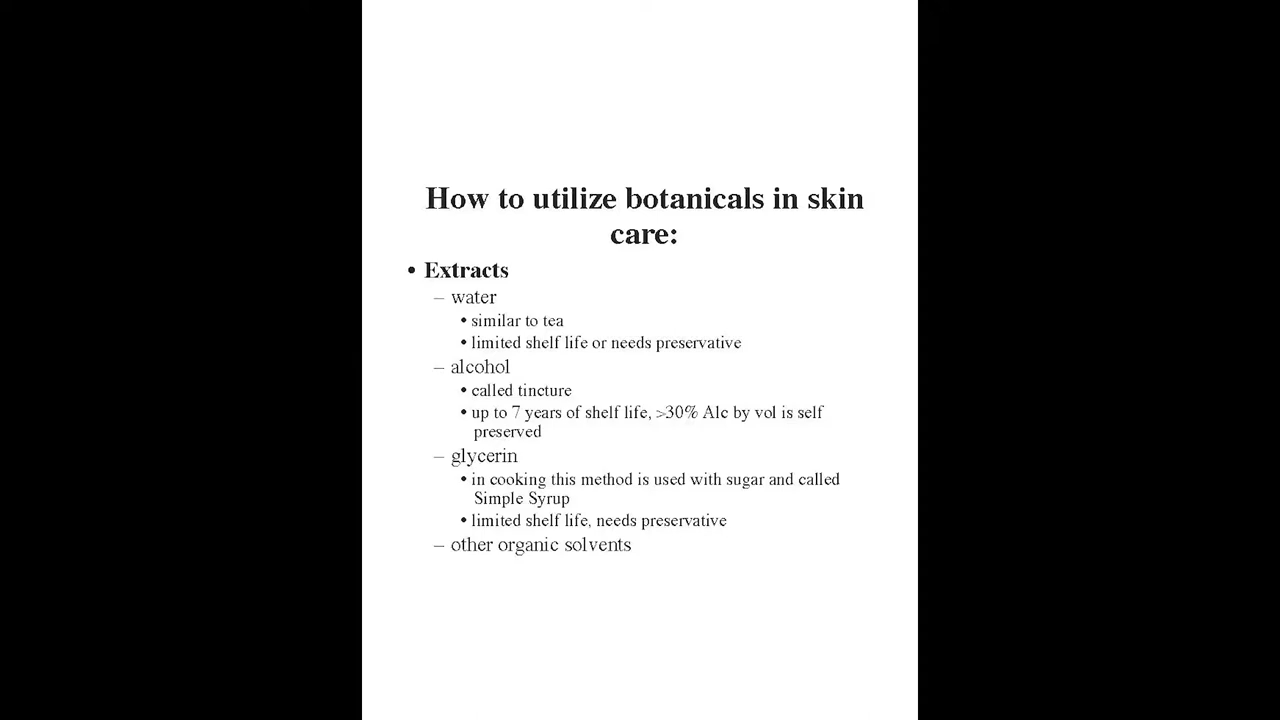 How to utilize botanicals in skin
care:
• Extracts
– water
• similar to tea
• limited shelf life or needs preservative
– alcohol
• called tincture
• up to 7 years of shelf life, >30% Alc by vol is self
preserved
– glycerin
• in cooking this method is used with sugar and called
Simple Syrup
• limited shelf life, needs preservative
– other organic solvents